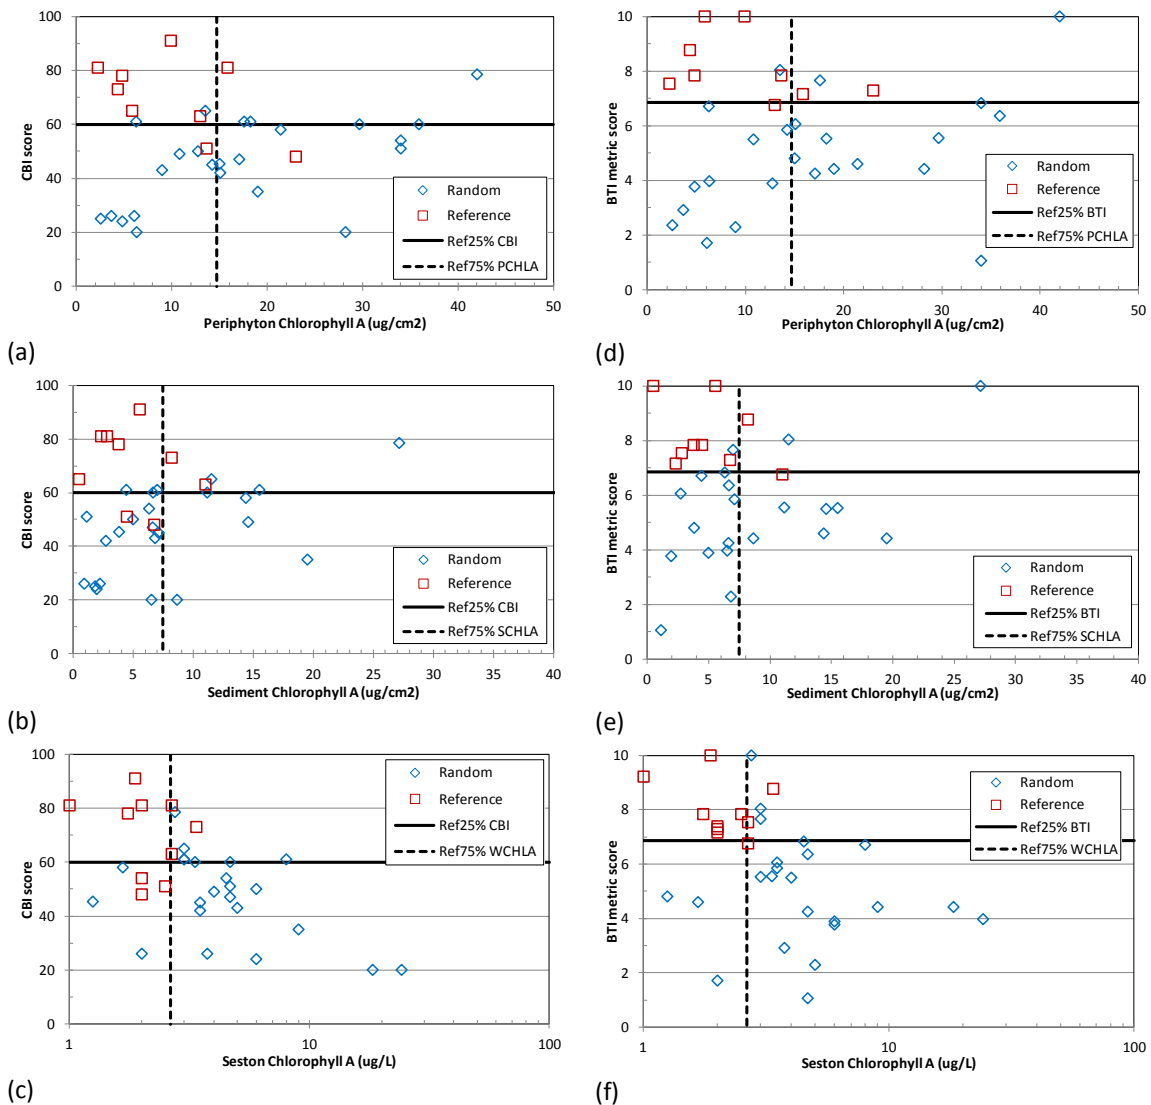 100
80
60
40
20
0
CBI score
Random
Reference
Ref25% CBI
Ref75% PCHLA
0 10 20 30 40 50
Periphyton Chlorophyll A (ug/cm2)
(a)
10
8
6
4
2
0
BTI metric score
Random
Reference
Ref25% BTI
Ref75% PCHLA
0 10 20 30 40 50
Periphyton Chlorophyll A (ug/cm2)
(d)
100
80
60
40
20
0
CBI score
Random
Reference
Ref25% CBI
Ref75% SCHLA
0 5 10 15 20 25 30 35 40
Sediment Chlorophyll A (ug/cm2)
(b)
10
8
6
4
2
0
BTI metric score
Random
Reference
Ref25% BTI
Ref75% SCHLA
0 5 10 15 20 25 30 35 40
Sediment Chlorophyll A (ug/cm2)
(e)
100
80
60
40
20
0
CBI score
Random
Reference
Ref25% CBI
Ref75% WCHLA
1 10 100
Seston Chlorophyll A (ug/L)
(c)
10
8
6
4
2
0
BTI metric score
Random
Reference
Ref25% BTI
Ref75% WCHLA
1 10 100
Seston Chlorophyll A (ug/L)
(f)